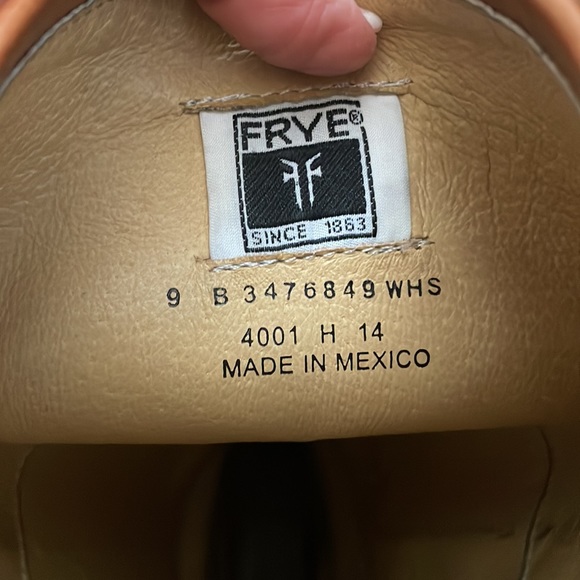 FRYE®
SINCE 1863
9 B 3476849 WHS
4001 H 14
MADE IN MEXICO